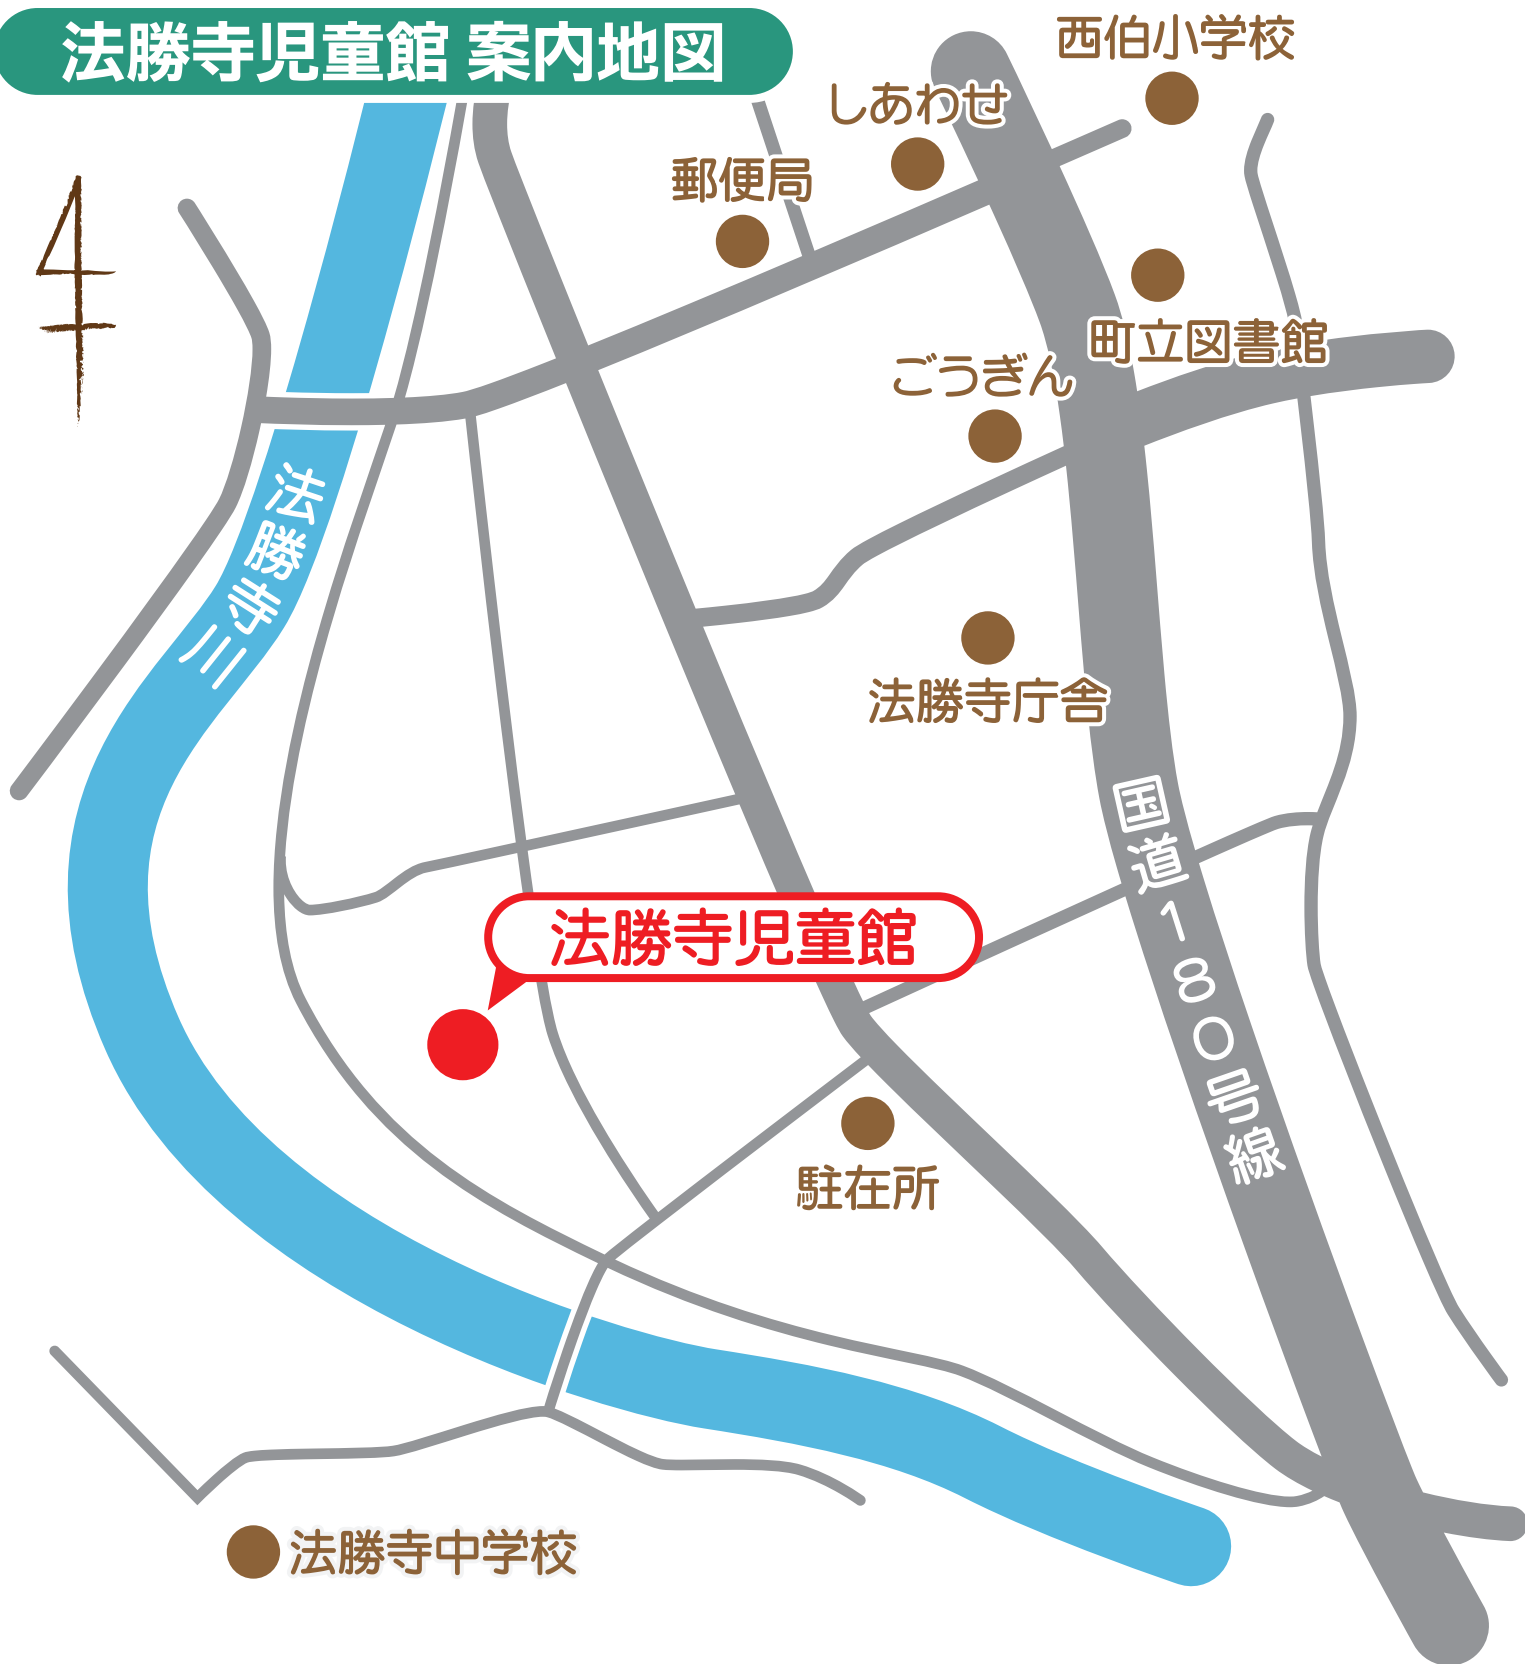 法勝寺児童館 案内地図
西伯小学校
しあわせ
郵便局
町立図書館
ごうぎん
法勝寺川
法勝寺庁舎
国道180号線
法勝寺児童館
駐在所
法勝寺中学校